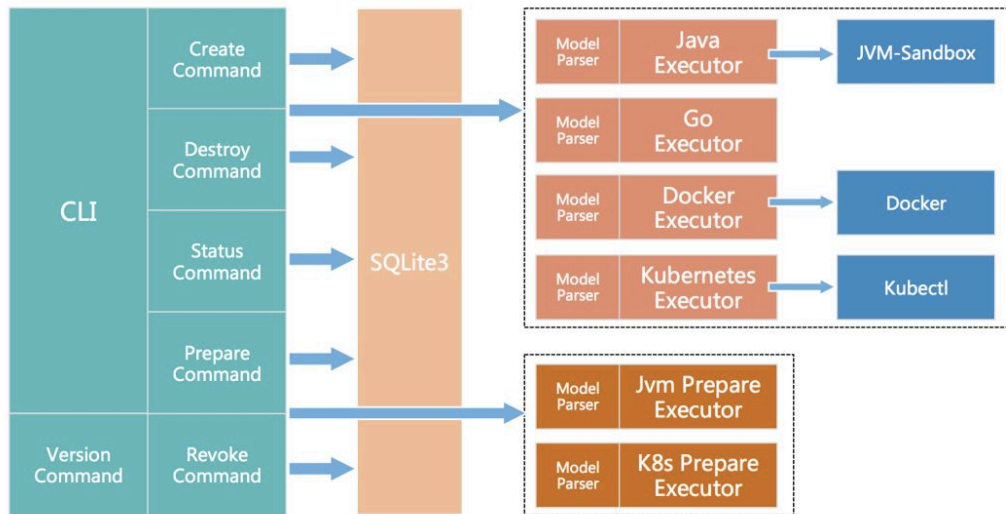 CLI
Version
Command
Create
Command
Destroy
Command
Status
Command
Prepare
Command
Revoke
Command
SQLite3
Model
Parser
Java
Executor
JVM-Sandbox
Model
Parser
Go
Executor
Model
Parser
Docker
Executor
Docker
Model
Parser
Kubernetes
Executor
Kubectl
Model
Parser
Jvm Prepare
Executor
Model
Parser
K8s Prepare
Executor